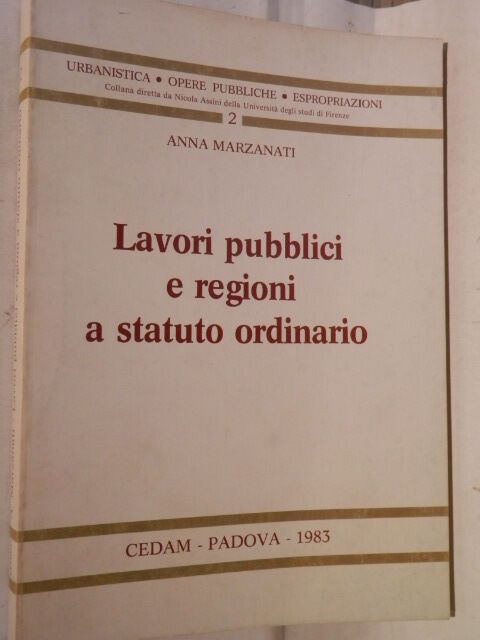 URBANISTICA • OPERE PUBBLICHE • ESPROPRIAZIONI
Collana diretta da Nicola Assini della Università degli studi di Firenze
2
ANNA MARZANATI
Lavori pubblici
e regioni
a statuto ordinario
CEDAM - PADOVA - 1983